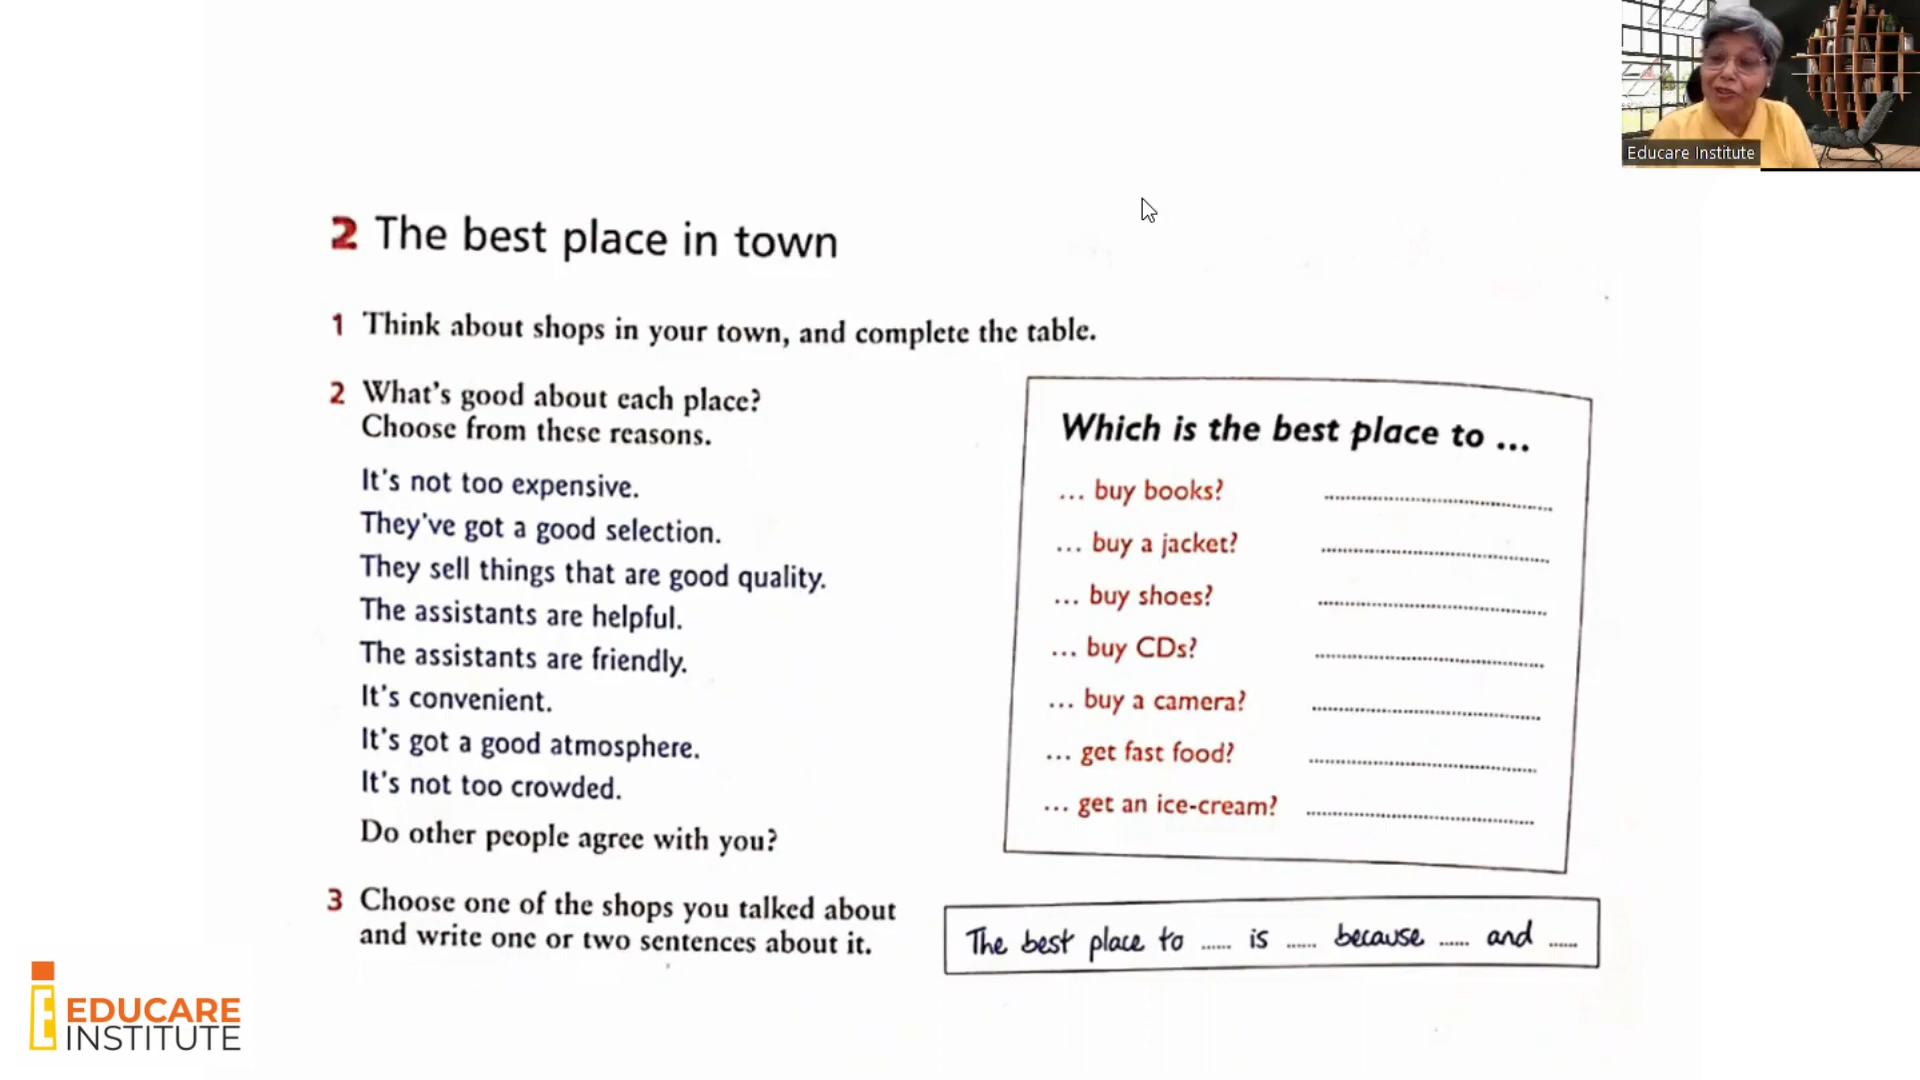 Educare Institute
2 The best place in town
1 Think about shops in your town, and complete the table.
2 What's good about each place?
Choose from these reasons.
It's not too expensive.
They've got a good selection.
They sell things that are good quality.
The assistants are helpful.
The assistants are friendly.
It's convenient.
It's got a good atmosphere.
It's not too crowded.
Do other people agree with you?
Which is the best place to ...
... buy books? ....................
... buy a jacket? ....................
... buy shoes? ....................
... buy CDs? ....................
... buy a camera? ....................
... get fast food? ....................
... get an ice-cream? ....................
3 Choose one of the shops you talked about
and write one or two sentences about it.
The best place to ...... is ...... because ...... and ......
EDUCARE
INSTITUTE